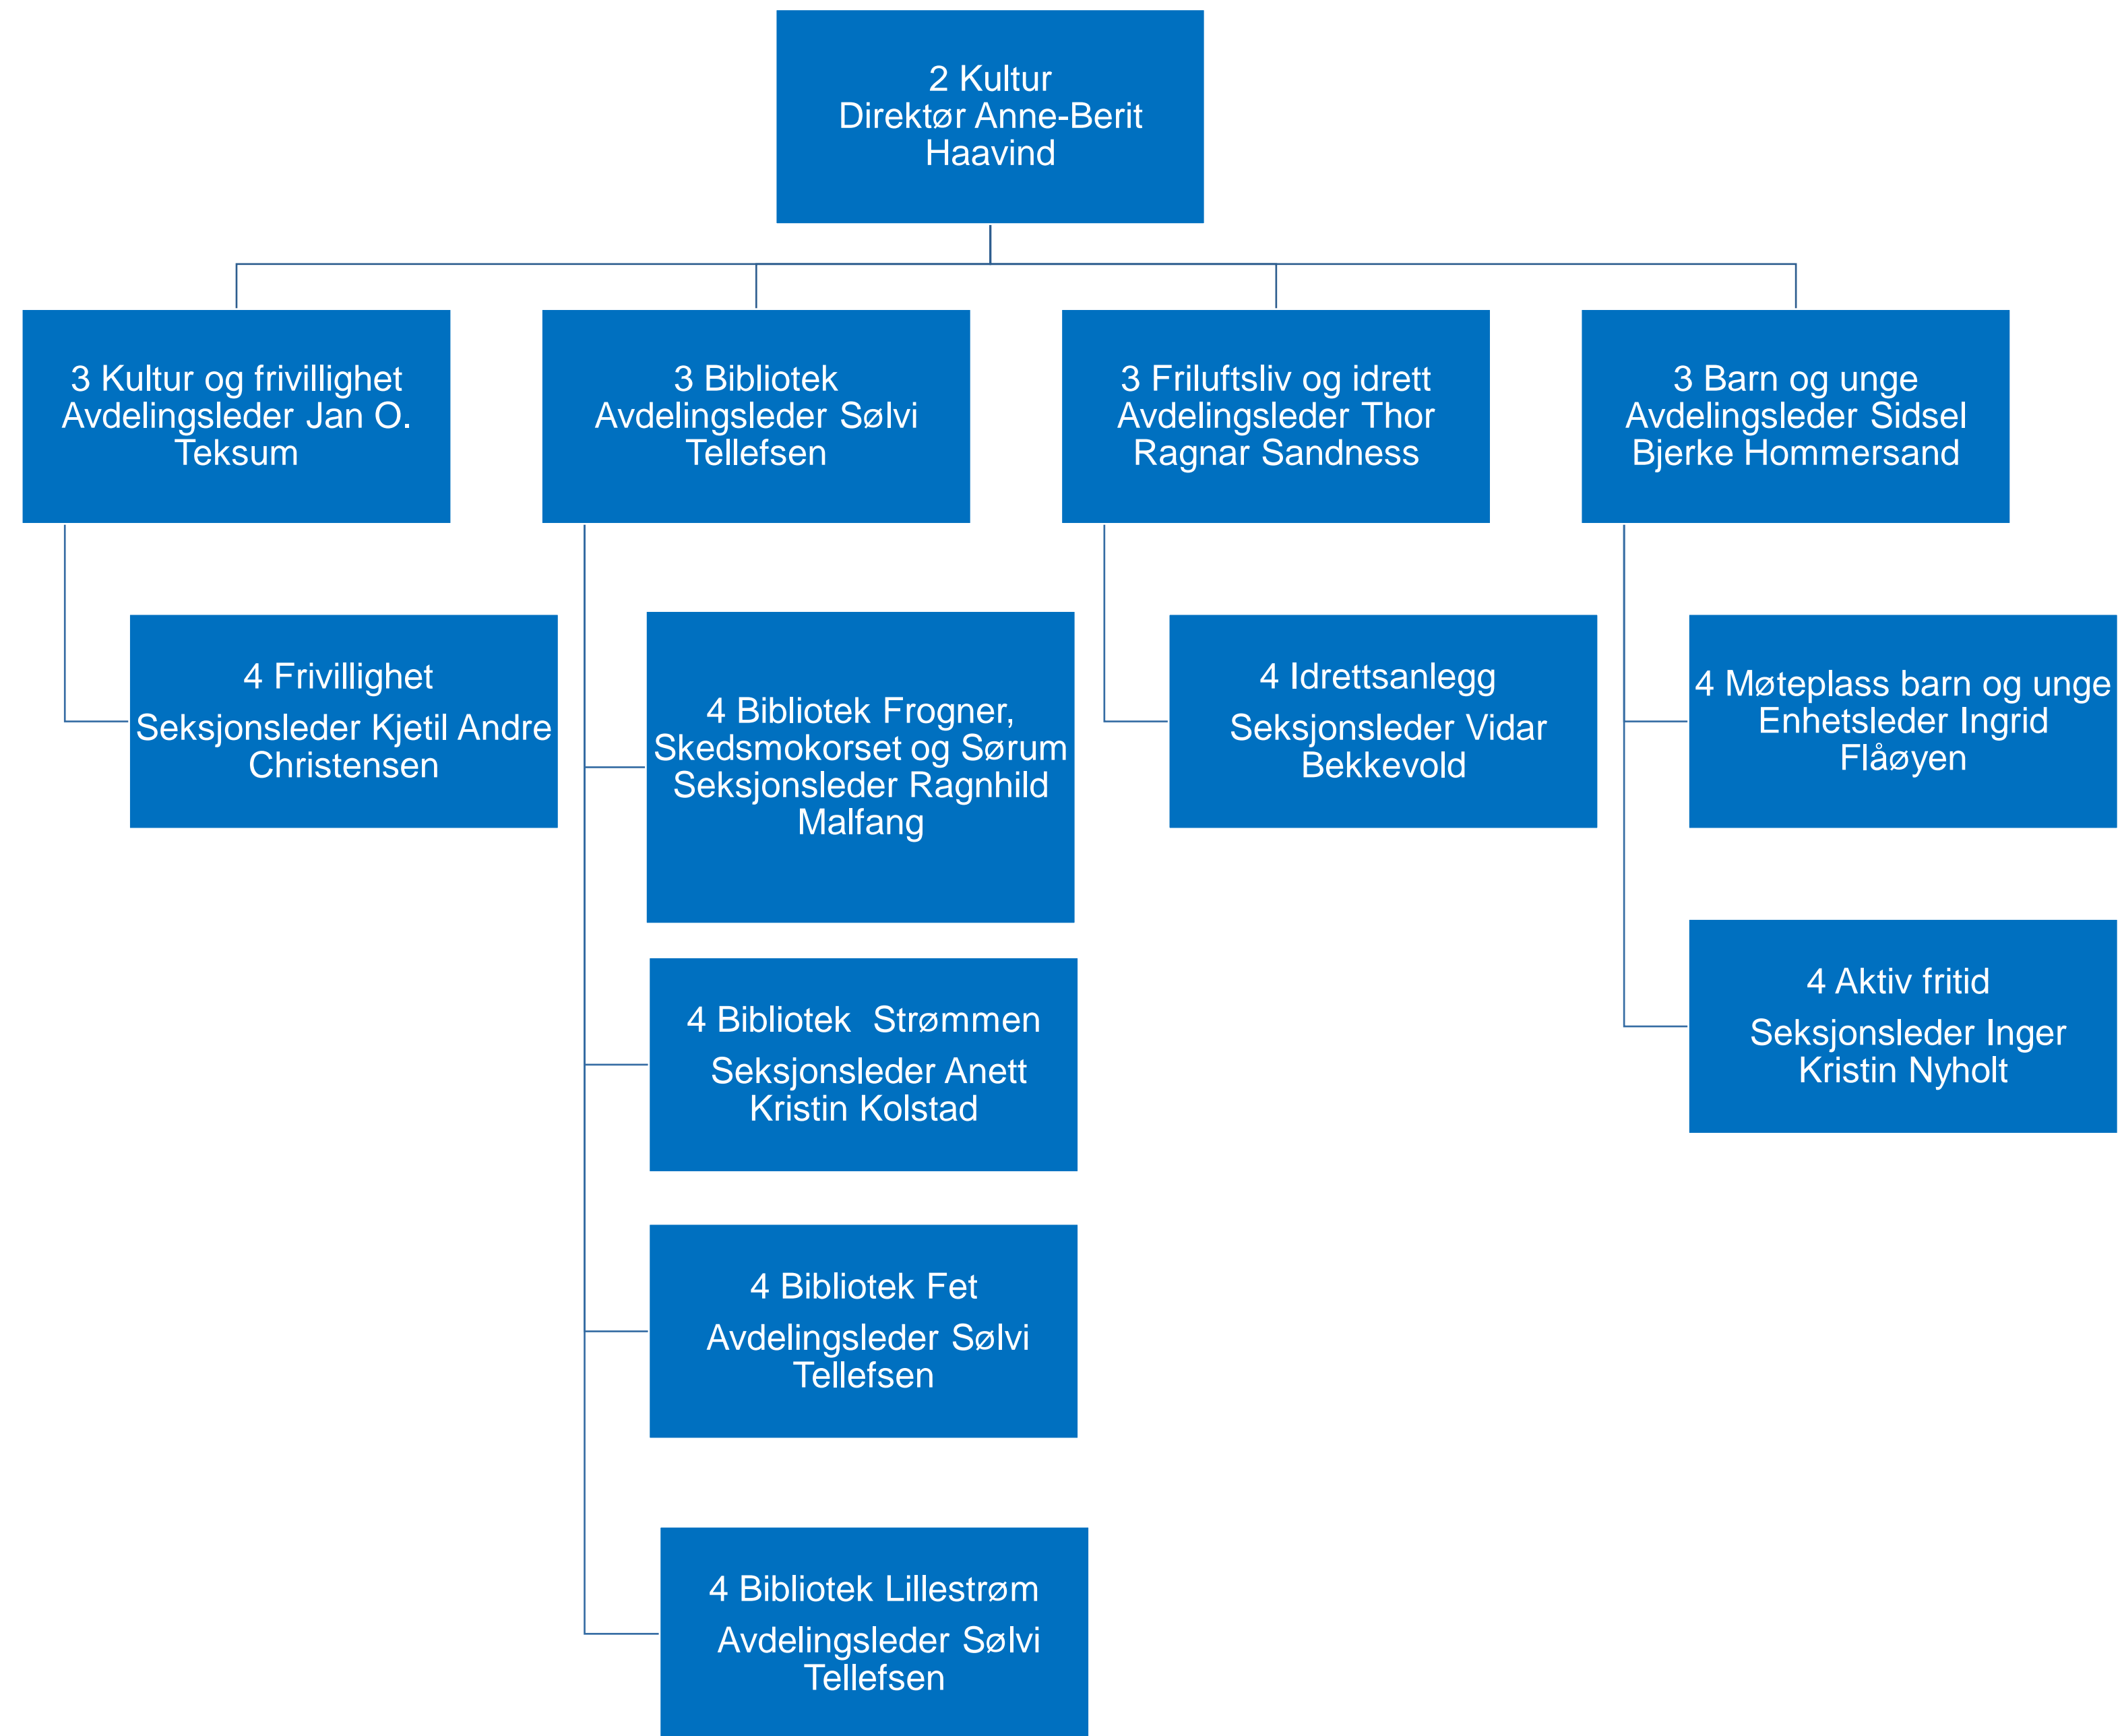 2 Kultur
Direktør Anne-Berit
Haavind
3 Kultur og frivillighet
Avdelingsleder Jan O.
Teksum
3 Bibliotek
Avdelingsleder Sølvi
Tellefsen
3 Friluftsliv og idrett
Avdelingsleder Thor
Ragnar Sandness
3 Barn og unge
Avdelingsleder Sidsel
Bjerke Hommersand
4 Frivillighet
Seksjonsleder Kjetil Andre
Christensen
4 Bibliotek Frogner,
Skedsmokorset og Sørum
Seksjonsleder Ragnhild
Malfang
4 Bibliotek  Strømmen
Seksjonsleder Anett
Kristin Kolstad
4 Bibliotek Fet
Avdelingsleder Sølvi
Tellefsen
4 Bibliotek Lillestrøm
Avdelingsleder Sølvi
Tellefsen
4 Idrettsanlegg
Seksjonsleder Vidar
Bekkevold
4 Møteplass barn og unge
Enhetsleder Ingrid
Flåøyen
4 Aktiv fritid
Seksjonsleder Inger
Kristin Nyholt